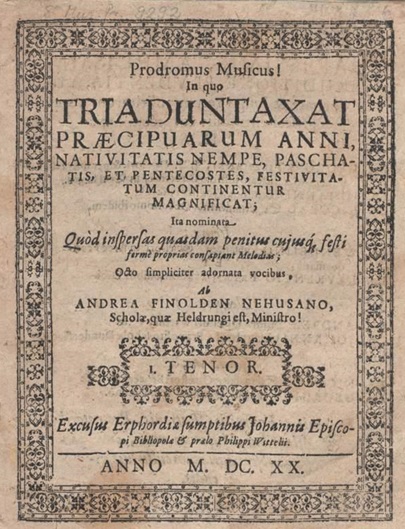 Prodromus Musicus!
In quo
TRIA DUNTAXAT
PRÆCIPUARUM ANNI,
NATIVITATIS NEMPE, PASCHA-
TIS, ET PENTECOSTES, FESTIVITA-
TUM CONTINENTUR
MAGNIFICAT;
Ita nominata
Quòd inspersas quasdam penitus cujusq́; festi
fermè proprias consapiant Melodias;
Octo simpliciter adornata vocibus,
Ab
ANDREA FINOLDEN NEHUSANO,
Scholæ, quæ Heldrungi est, Ministro!
I. TENOR.
Excusus Erphordiæ sumptibus Johannis Episco-
pi Bibliopolæ & prælo Philippi Wittelii.
ANNO M. DC. XX.